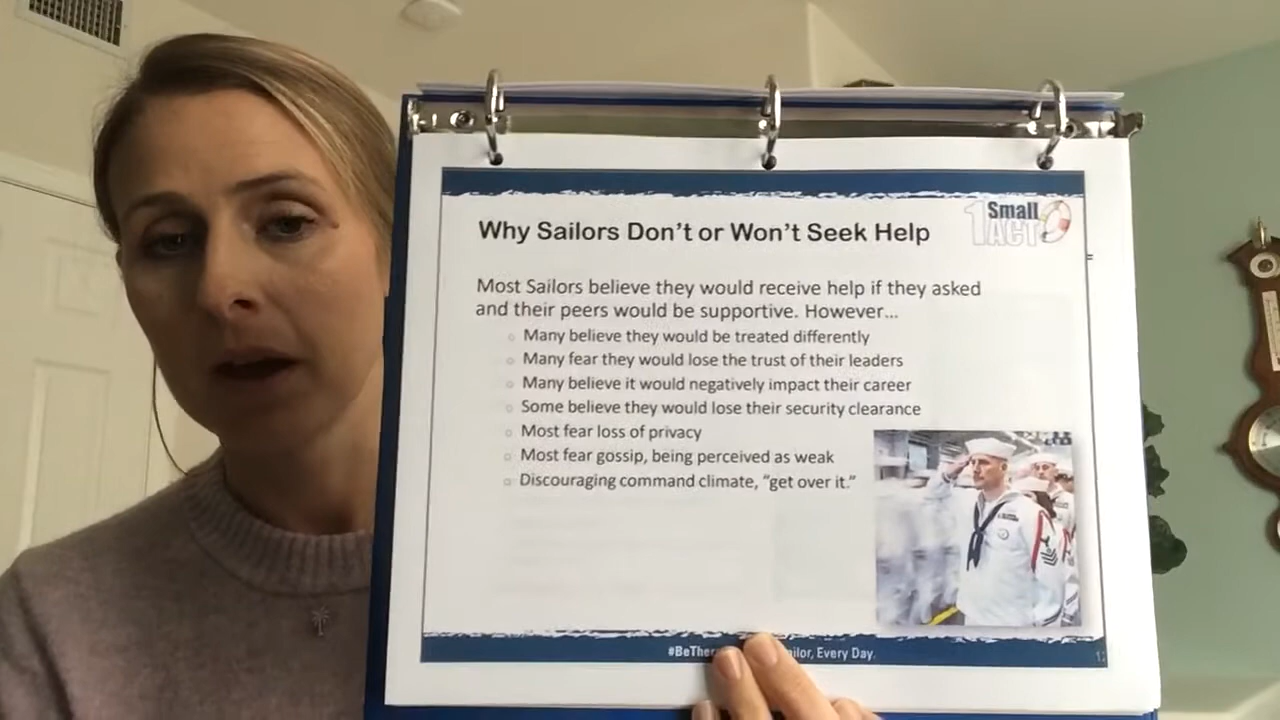 1 Small
ACT
Why Sailors Don't or Won't Seek Help
Most Sailors believe they would receive help if they asked
and their peers would be supportive. However...
Many believe they would be treated differently
Many fear they would lose the trust of their leaders
Many believe it would negatively impact their career
Some believe they would lose their security clearance
Most fear loss of privacy
Most fear gossip, being perceived as weak
Discouraging command climate, "get over it."
Every Day.